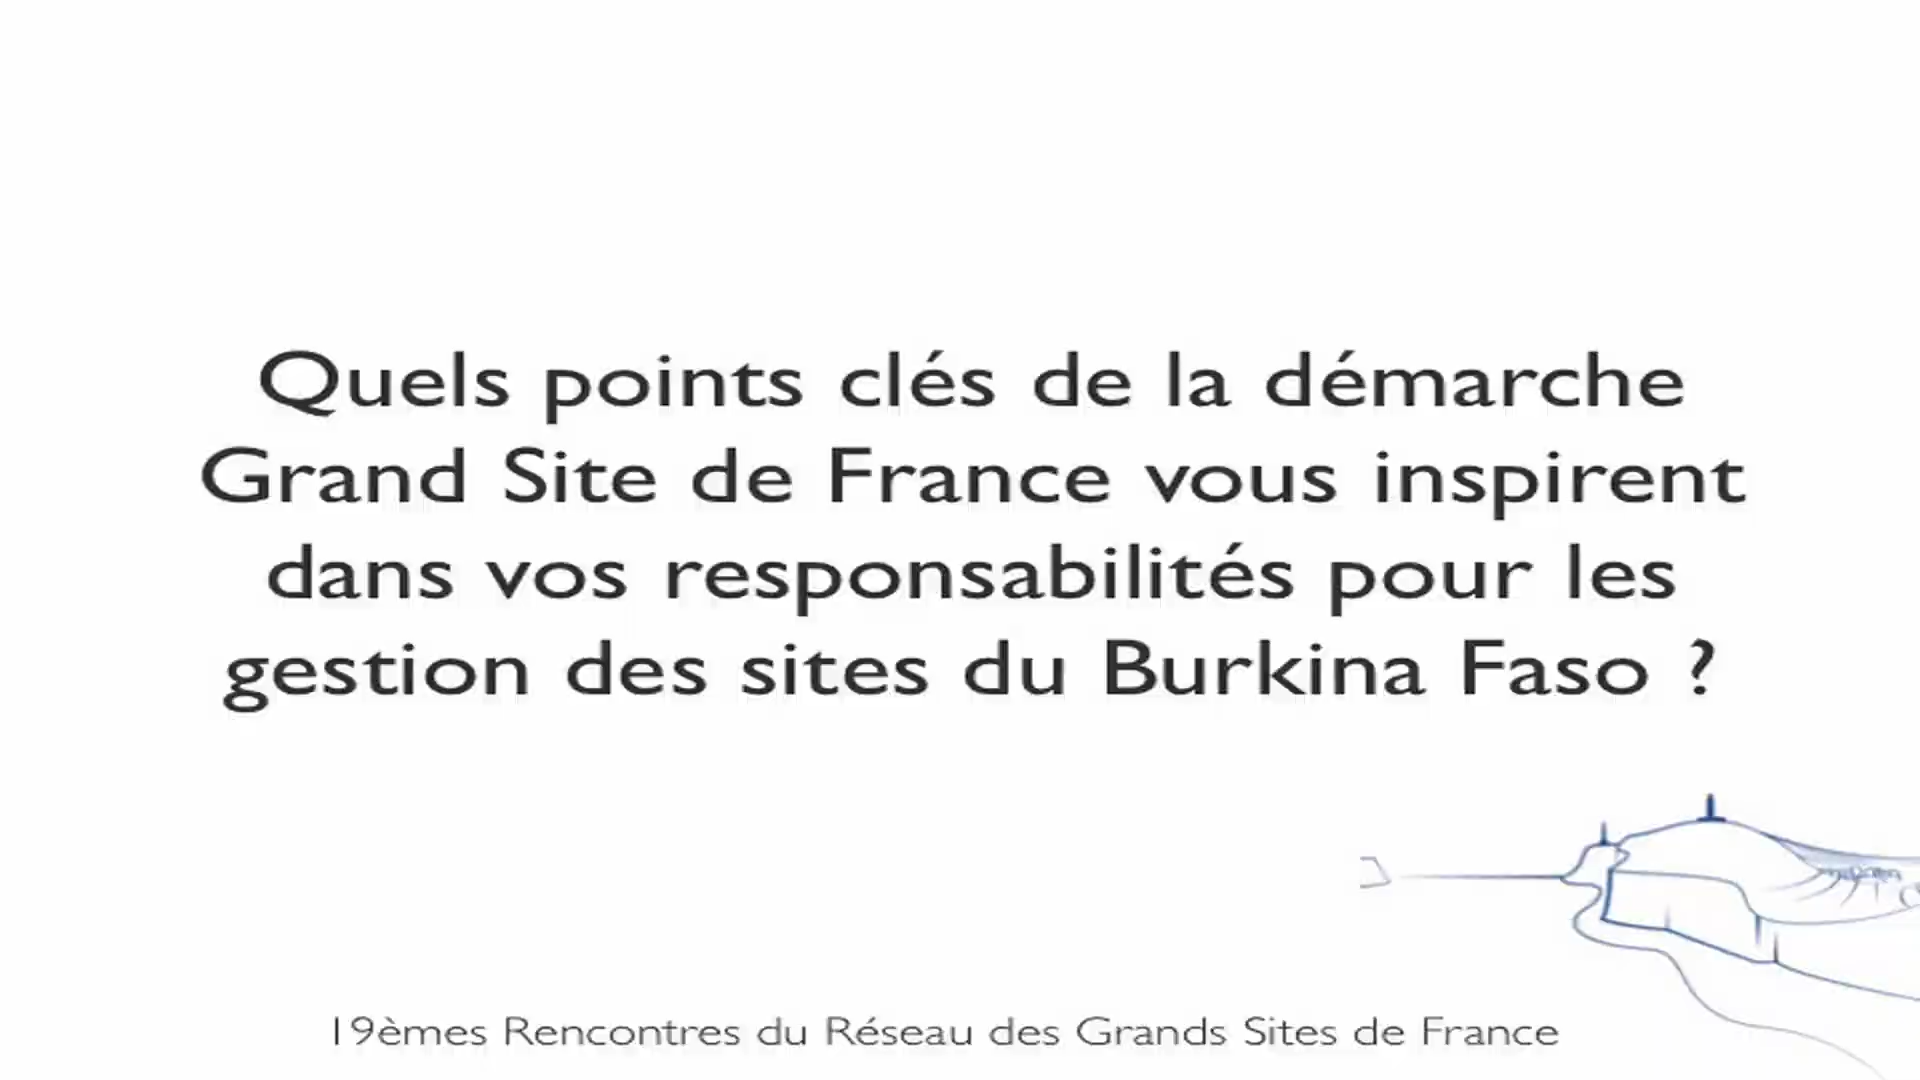 Quels points clés de la démarche
Grand Site de France vous inspirent
dans vos responsabilités pour les
gestion des sites du Burkina Faso ?
19èmes Rencontres du Réseau des Grands Sites de France